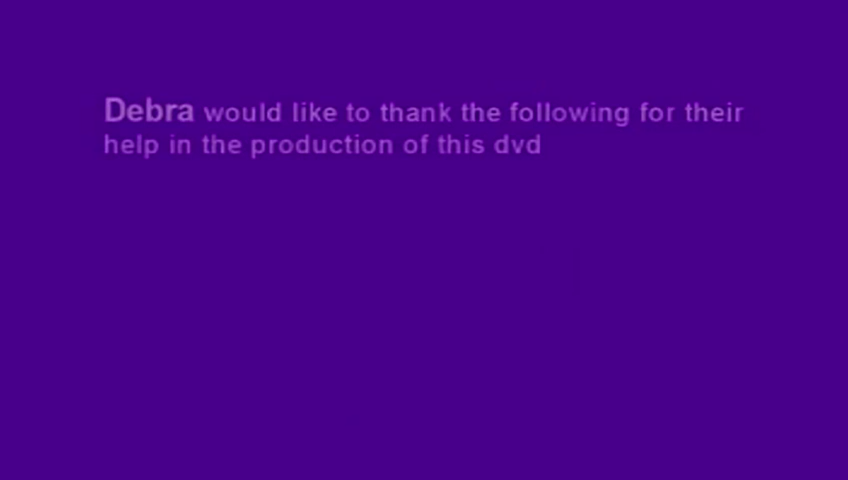 Debra would like to thank the following for their
help in the production of this dvd